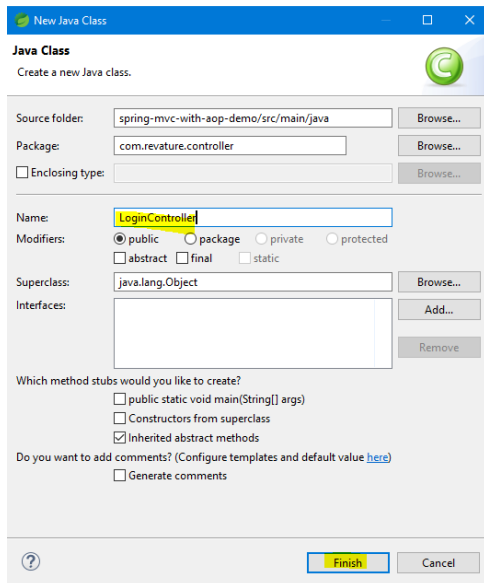 New Java Class
Java Class
Create a new Java class.
C
Source folder: spring-mvc-with-aop-demo/src/main/java Browse...
Package: com.revature.controller Browse...
Enclosing type: Browse...
Name: LoginController
Modifiers: public package private protected
abstract final static
Superclass: java.lang.Object Browse...
Interfaces: Add...
Remove
Which method stubs would you like to create?
public static void main(String[] args)
Constructors from superclass
Inherited abstract methods
Do you want to add comments? (Configure templates and default value here)
Generate comments
? Finish Cancel